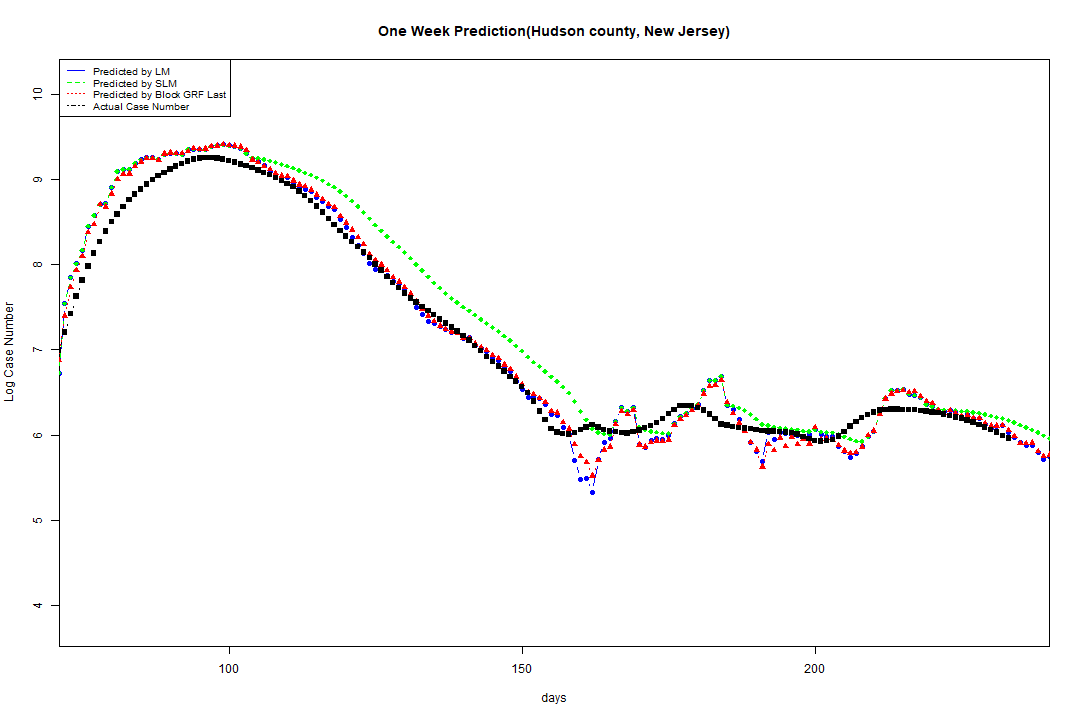 One Week Prediction(Hudson county, New Jersey)
Predicted by LM
Predicted by SLM
Predicted by Block GRF Last
Actual Case Number
10
9
8
7
6
5
4
Log Case Number
100 150 200
days